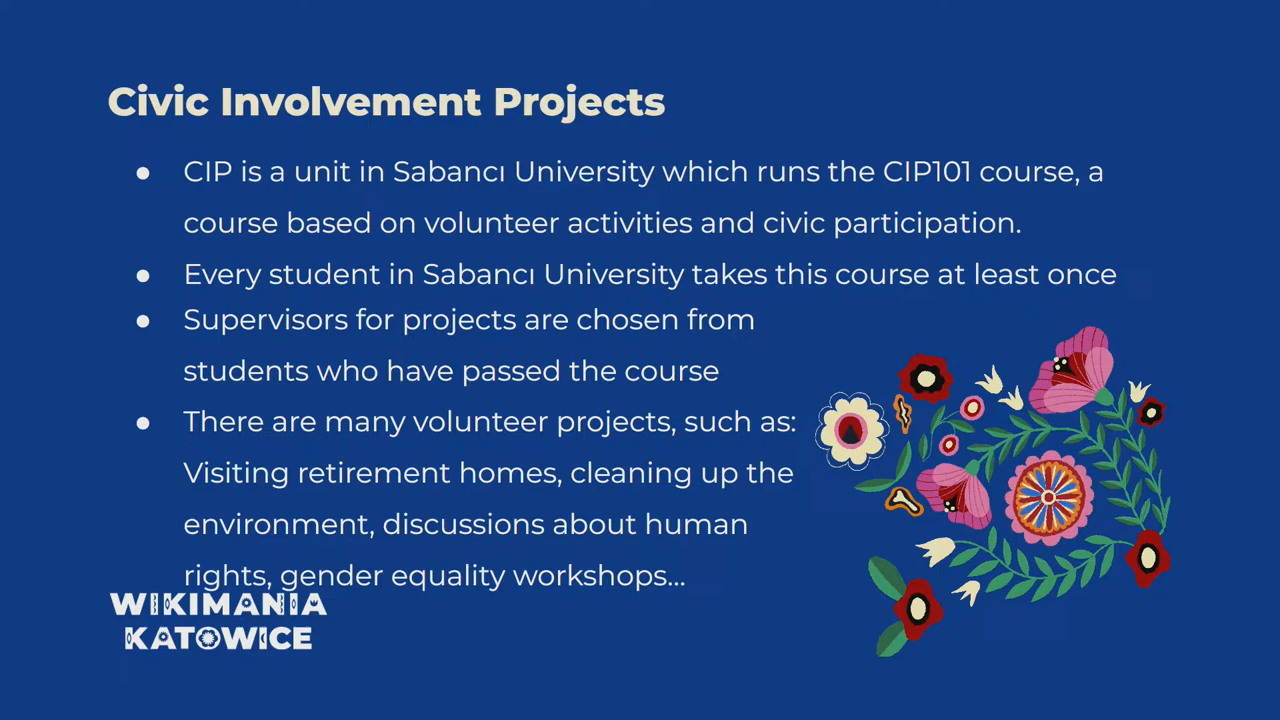 Civic Involvement Projects
● CIP is a unit in Sabancı University which runs the CIP101 course, a
course based on volunteer activities and civic participation.
● Every student in Sabancı University takes this course at least once
● Supervisors for projects are chosen from
students who have passed the course
● There are many volunteer projects, such as:
Visiting retirement homes, cleaning up the
environment, discussions about human
rights, gender equality workshops...
WIKIMANIA
KATOWICE